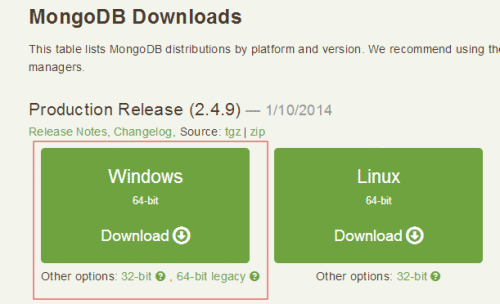 MongoDB Downloads
This table lists MongoDB distributions by platform and version. We recommend using the
managers.
Production Release (2.4.9) — 1/10/2014
Release Notes, Changelog, Source: tgz | zip
Windows
64-bit
Download
Other options: 32-bit ? , 64-bit legacy ?
Linux
64-bit
Download
Other options: 32-bit ?